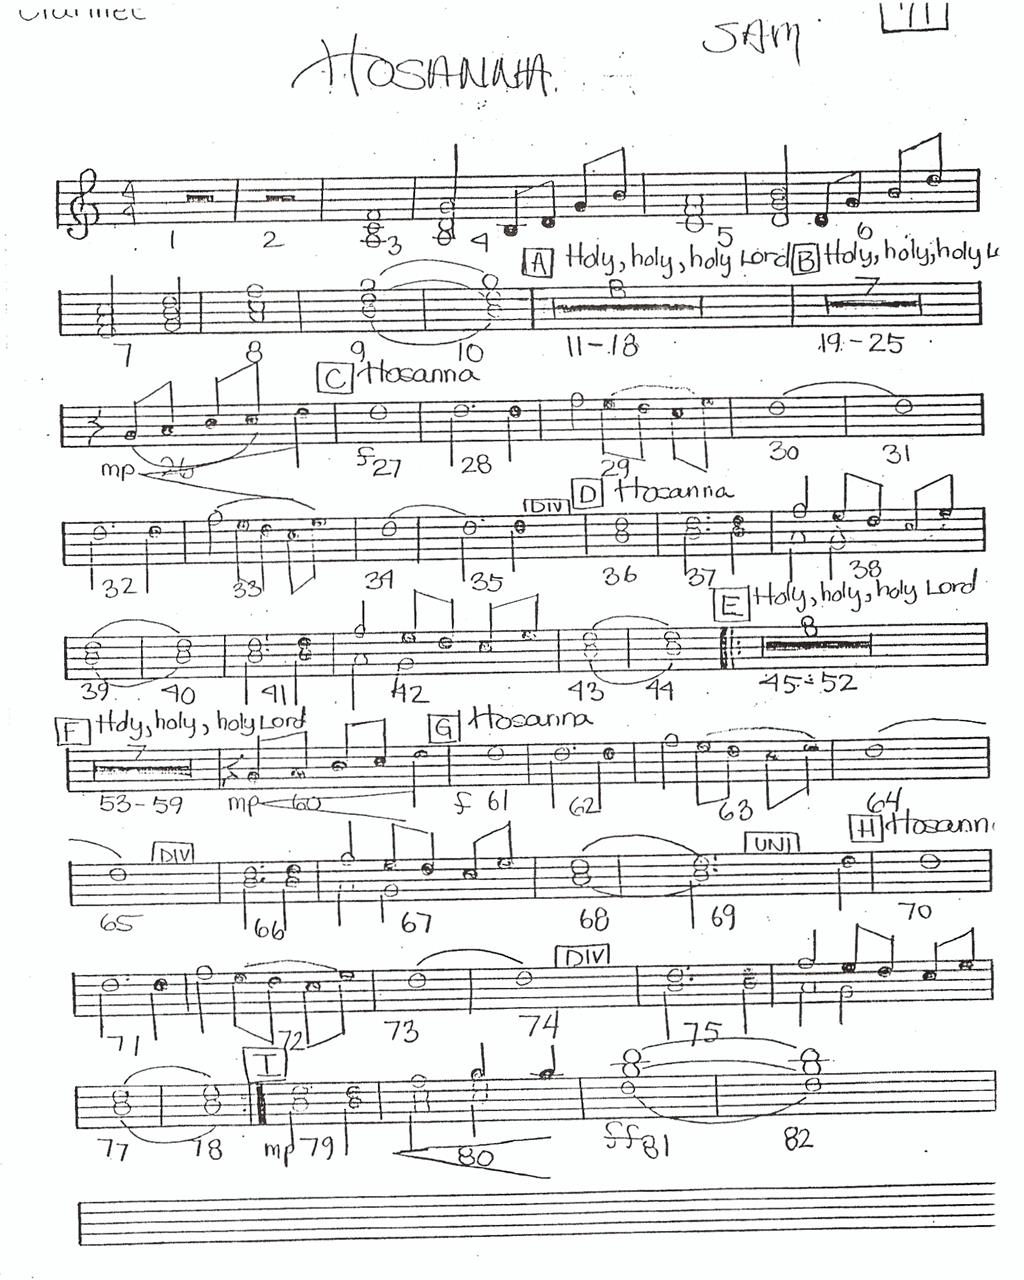 Clarinet
SAM
HOSANNA
4 4
1 2 3 4 5 6
A Holy, holy, holy Lord B Holy, holy, holy L
8 7
7 8 9 10 11-18 19-25
C Hosanna
mp 26 f 27 28 29 30 31
DIV D Hosanna
32 33 34 35 36 37 38
E Holy, holy, holy Lord
8
39 40 41 42 43 44 45-52
F Holy, holy, holy Lord G Hosanna
7
53-59 mp 60 f 61 62 63 64
DIV UNI H Hosann
65 66 67 68 69 70
DIV
71 72 73 74 75
I
77 78 mp 79 80 ff 81 82